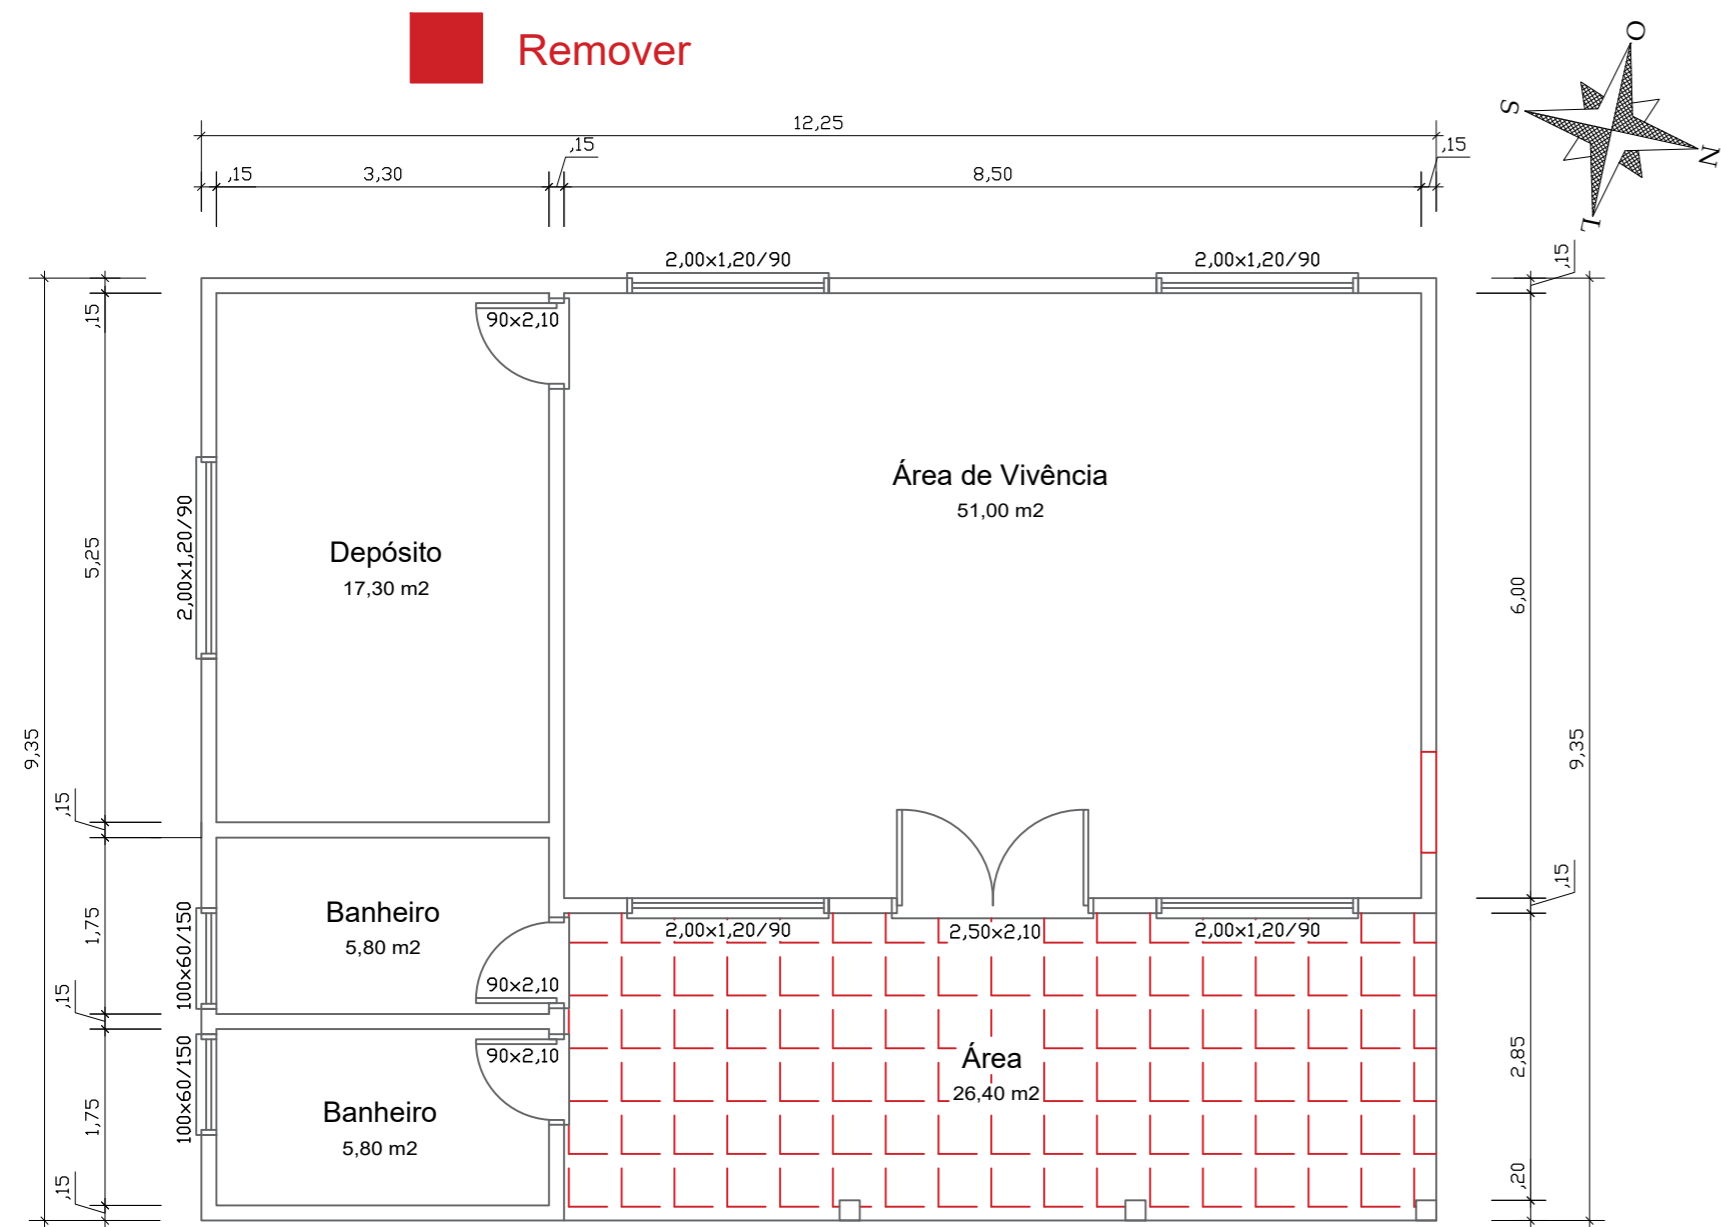 Remover
O
S
N
L
12,25
,15
3,30
,15
8,50
,15
2,00x1,20/90
2,00x1,20/90
,15
,15
90x2,10
Área de Vivência
51,00 m2
2,00x1,20/90
5,25
Depósito
17,30 m2
6,00
9,35
9,35
,15
,15
Banheiro
5,80 m2
1,75
100x60/150
90x2,10
2,00x1,20/90
2,50x2,10
2,00x1,20/90
,15
90x2,10
Área
26,40 m2
2,85
1,75
100x60/150
Banheiro
5,80 m2
,15
,20